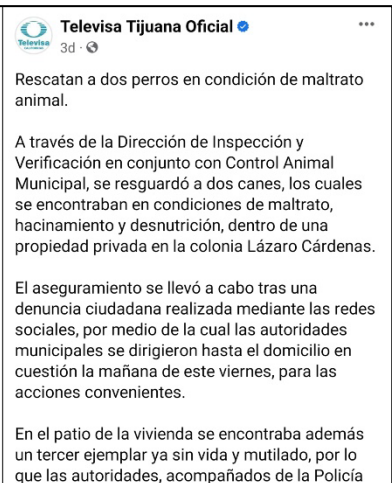 Televisa Tijuana Oficial
Televisa
3d ·
Rescatan a dos perros en condición de maltrato
animal.
A través de la Dirección de Inspección y
Verificación en conjunto con Control Animal
Municipal, se resguardó a dos canes, los cuales
se encontraban en condiciones de maltrato,
hacinamiento y desnutrición, dentro de una
propiedad privada en la colonia Lázaro Cárdenas.
El aseguramiento se llevó a cabo tras una
denuncia ciudadana realizada mediante las redes
sociales, por medio de la cual las autoridades
municipales se dirigieron hasta el domicilio en
cuestión la mañana de este viernes, para las
acciones convenientes.
En el patio de la vivienda se encontraba además
un tercer ejemplar ya sin vida y mutilado, por lo
que las autoridades, acompañados de la Policía